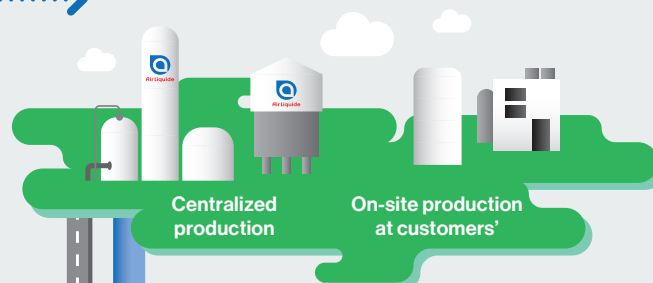 Air Liquide
Air Liquide
Centralized
production
On-site production
at customers’